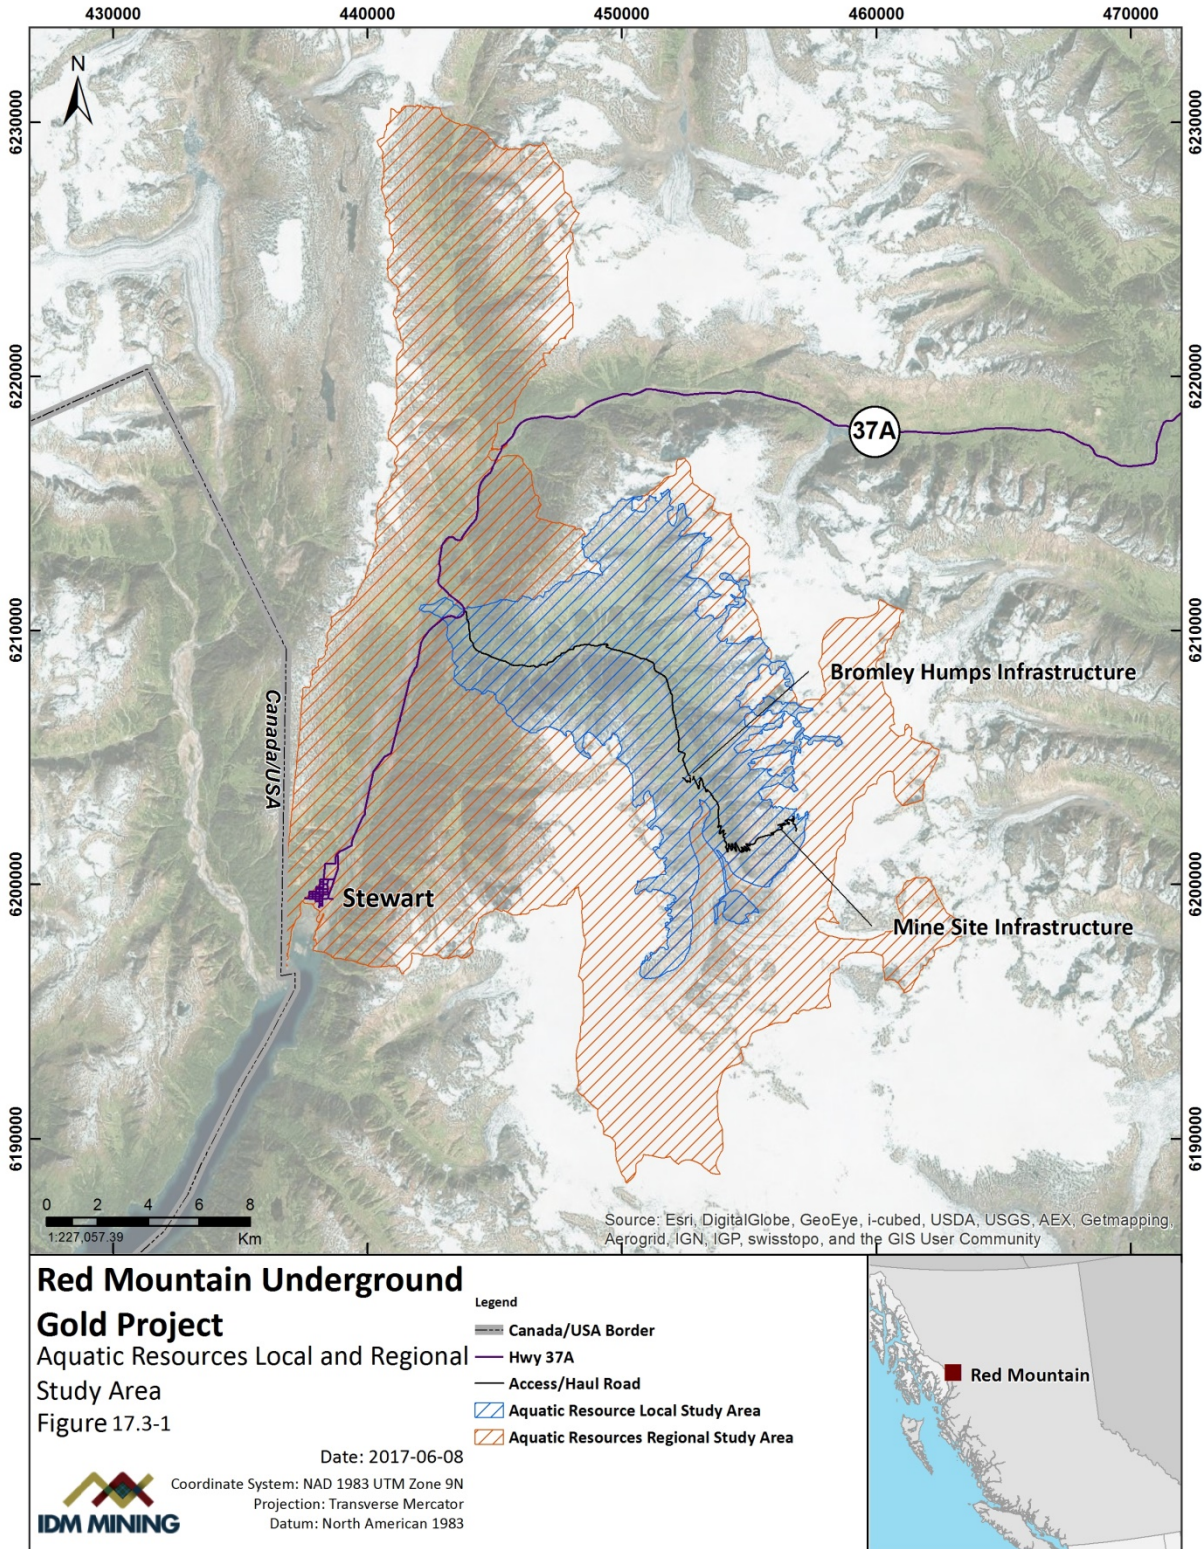 430000
440000
450000
460000
470000
N
6230000
6230000
6220000
6220000
37A
6210000
6210000
Bromley Humps Infrastructure
Canada/USA
6200000
6200000
Stewart
Mine Site Infrastructure
6190000
6190000
0 2 4 6 8
1:227,057.39
Km
Source: Esri, DigitalGlobe, GeoEye, i-cubed, USDA, USGS, AEX, Getmapping,
Aerogrid, IGN, IGP, swisstopo, and the GIS User Community
Red Mountain Underground
Gold Project
Aquatic Resources Local and Regional
Study Area
Figure 17.3-1
Date: 2017-06-08
Coordinate System: NAD 1983 UTM Zone 9N
Projection: Transverse Mercator
Datum: North American 1983
IDM MINING
Legend
Canada/USA Border
Hwy 37A
Access/Haul Road
Aquatic Resource Local Study Area
Aquatic Resources Regional Study Area
Red Mountain